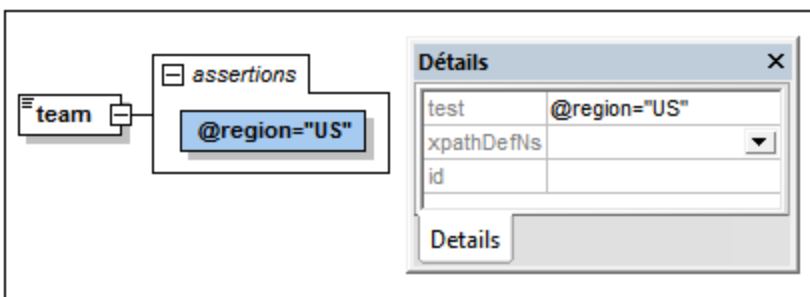 assertions
team
@region="US"
Détails
test @region="US"
xpathDefNs
id
Details